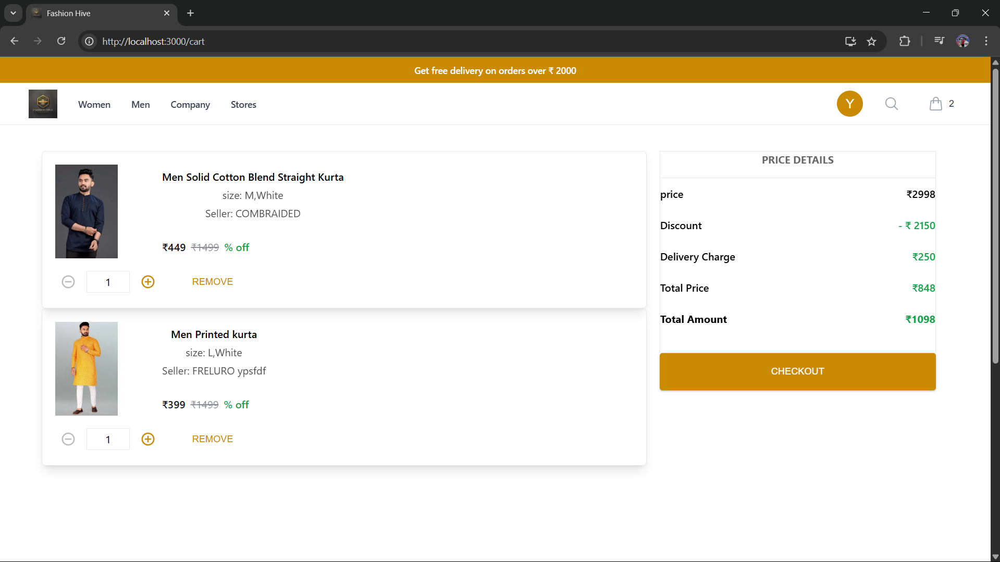 Fashion Hive
http://localhost:3000/cart
Get free delivery on orders over ₹ 2000
FASHION HIVE
Women
Men
Company
Stores
Y
2
Men Solid Cotton Blend Straight Kurta
size: M,White
Seller: COMBRAIDED
₹449 ₹1499 % off
1
REMOVE
Men Printed kurta
size: L,White
Seller: FRELURO ypsfdf
₹399 ₹1499 % off
1
REMOVE
PRICE DETAILS
price ₹2998
Discount - ₹ 2150
Delivery Charge ₹250
Total Price ₹848
Total Amount ₹1098
CHECKOUT